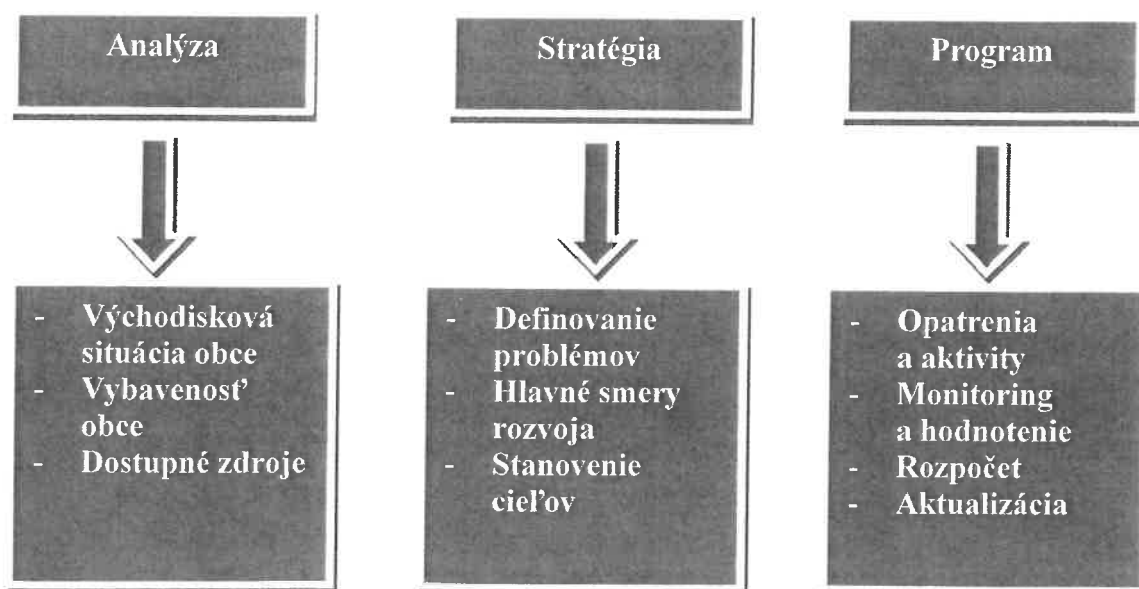 Analýza
Stratégia
Program
- Východisková
situácia obce
- Vybavenosť
obce
- Dostupné zdroje
- Definovanie
problémov
- Hlavné smery
rozvoja
- Stanovenie
cieľov
- Opatrenia
a aktivity
- Monitoring
a hodnotenie
- Rozpočet
- Aktualizácia